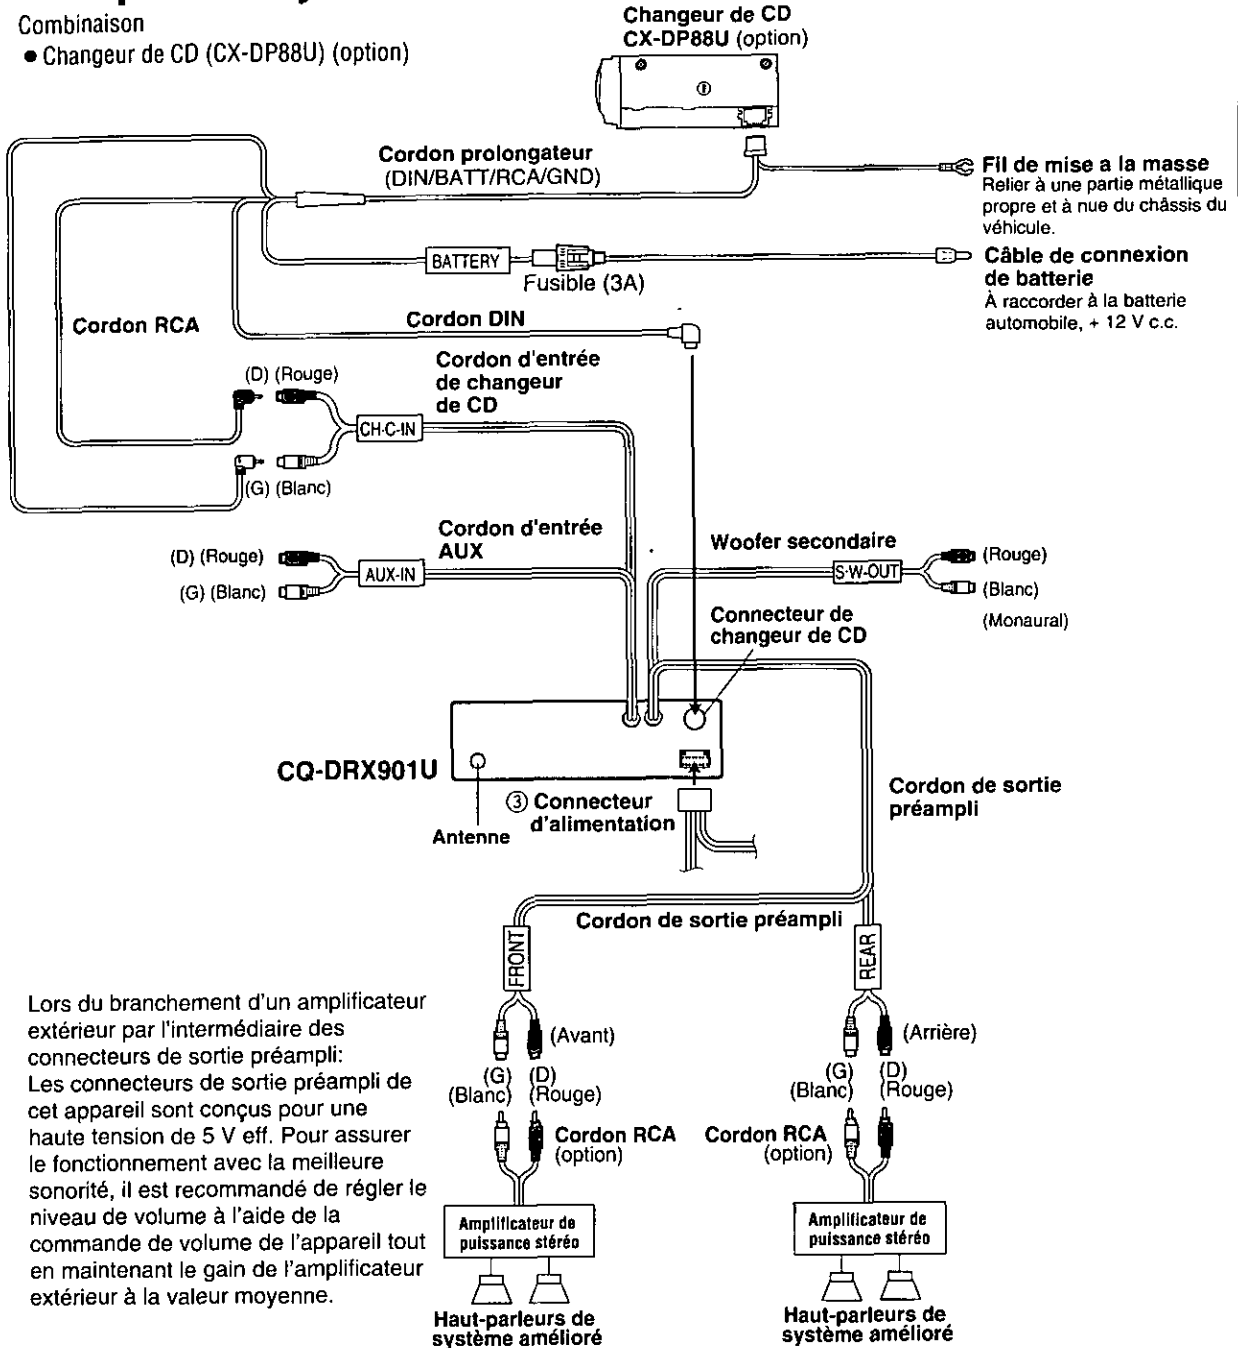 Combinaison
● Changeur de CD (CX-DP88U) (option)
Changeur de CD
CX-DP88U (option)
Cordon prolongateur
(DIN/BATT/RCA/GND)
Fil de mise a la masse
Relier à une partie métallique
propre et à nue du châssis du
véhicule.
BATTERY
Fusible (3A)
Câble de connexion
de batterie
À raccorder à la batterie
automobile, + 12 V c.c.
Cordon RCA
Cordon DIN
Cordon d'entrée
de changeur
de CD
(D) (Rouge)
CH-C-IN
(G) (Blanc)
Cordon d'entrée
AUX
(D) (Rouge)
AUX-IN
(G) (Blanc)
Woofer secondaire
S-W-OUT
(Rouge)
(Blanc)
(Monaural)
Connecteur de
changeur de CD
CQ-DRX901U
Antenne
③ Connecteur
d'alimentation
Cordon de sortie
préampli
Cordon de sortie préampli
FRONT
REAR
(Avant)
(G)
(D)
(Blanc)
(Rouge)
Cordon RCA
(option)
Amplificateur de
puissance stéréo
Haut-parleurs de
système amélioré
(Arrière)
(G)
(D)
(Blanc)
(Rouge)
Cordon RCA
(option)
Amplificateur de
puissance stéréo
Haut-parleurs de
système amélioré
Lors du branchement d'un amplificateur
extérieur par l'intermédiaire des
connecteurs de sortie préampli:
Les connecteurs de sortie préampli de
cet appareil sont conçus pour une
haute tension de 5 V eff. Pour assurer
le fonctionnement avec la meilleure
sonorité, il est recommandé de régler le
niveau de volume à l'aide de la
commande de volume de l'appareil tout
en maintenant le gain de l'amplificateur
extérieur à la valeur moyenne.